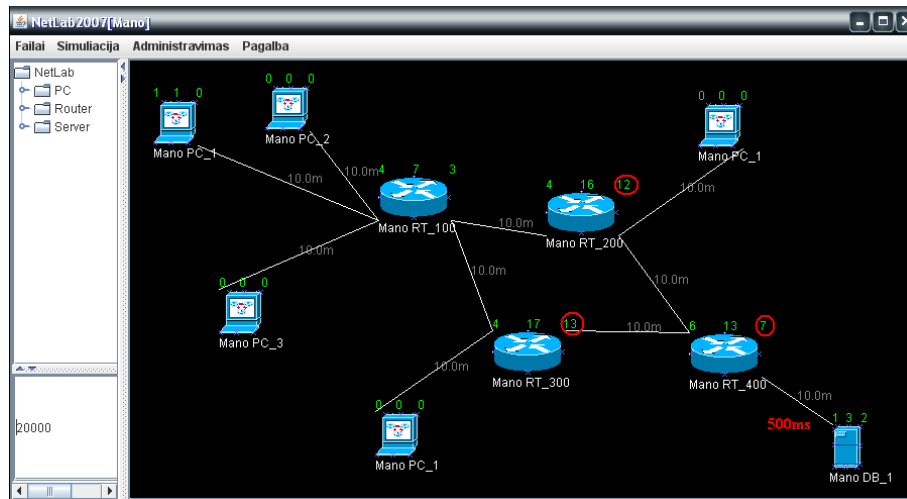 NetLab2007[Mano]
Failai Simuliacija Administravimas Pagalba
NetLab
PC
Router
Server
20000
1 1 0
Mano PC_1
0 0 0
Mano PC_2
0 0 0
Mano PC_1
10.0m
10.0m
10.0m
4 7 3
Mano RT_100
4 16 12
Mano RT_200
10.0m
10.0m
10.0m
10.0m
0 0 0
Mano PC_3
4 17 13
Mano RT_300
10.0m
6 13 7
Mano RT_400
10.0m
10.0m
0 0 0
Mano PC_1
500ms
1 3 2
Mano DB_1